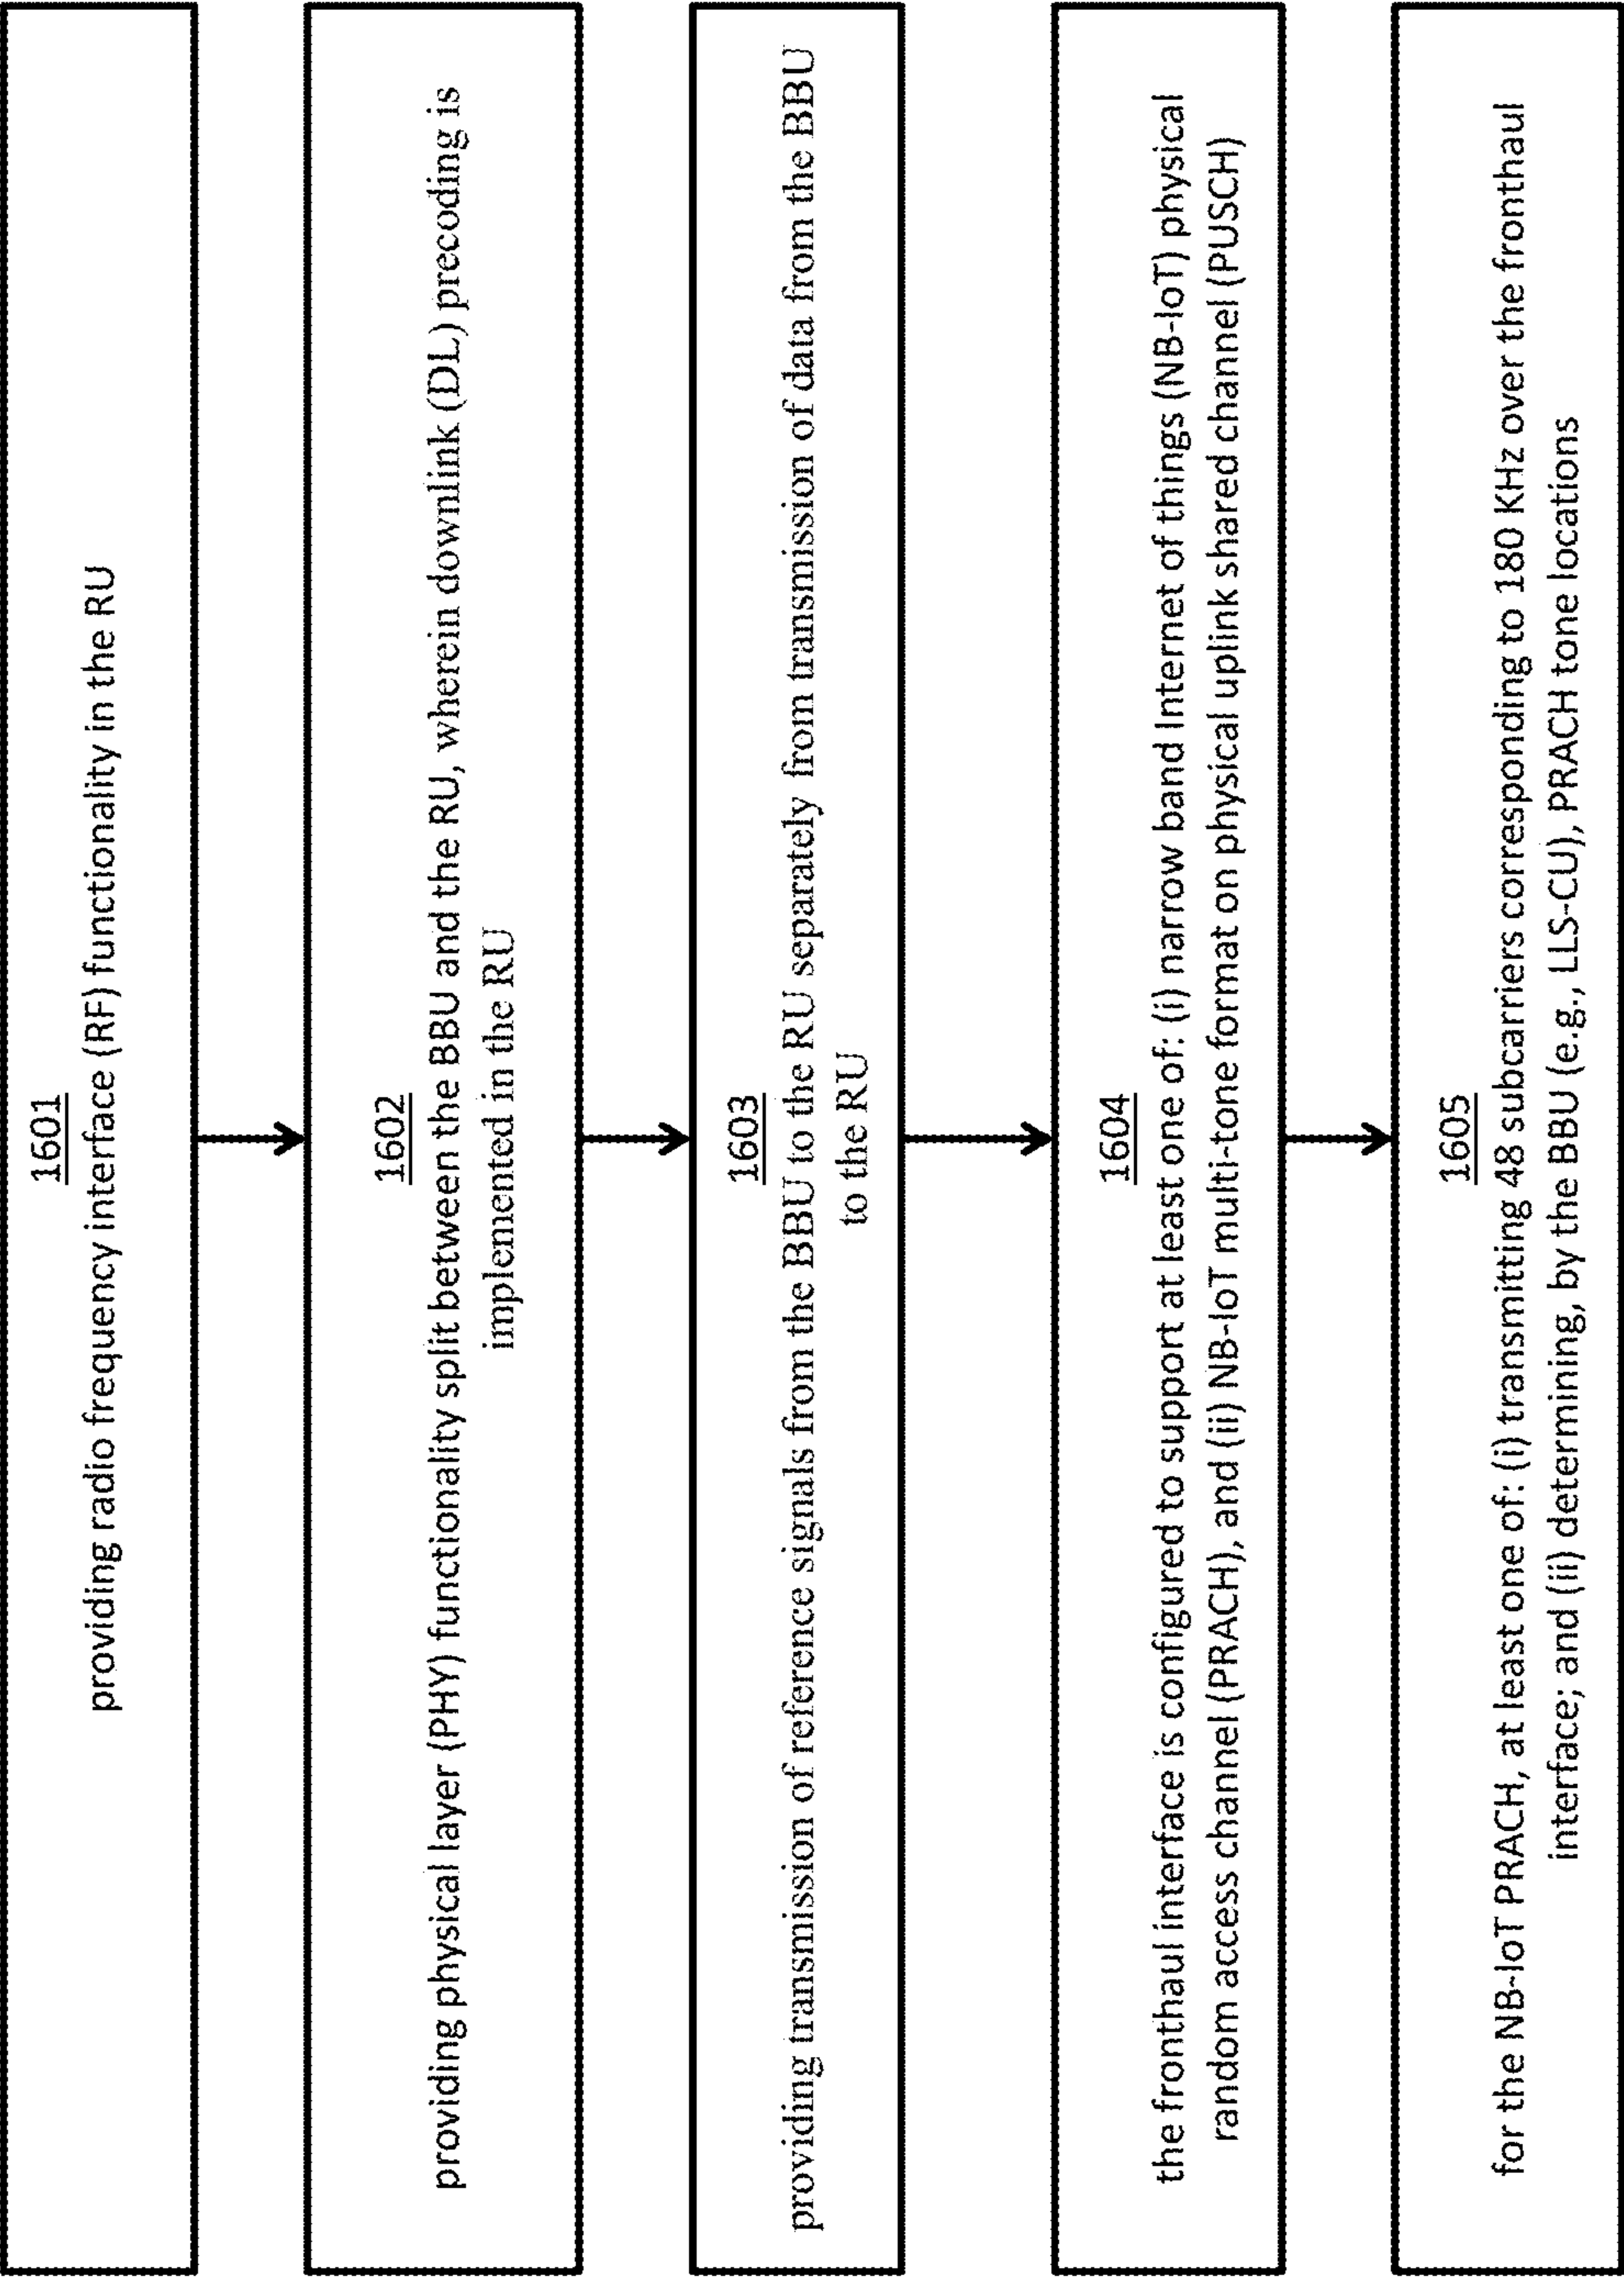 1601
providing radio frequency interface (RF) functionality in the RU
1602
providing physical layer (PHY) functionality split between the BBU and the RU, wherein downlink (DL) precoding is
implemented in the RU
1603
providing transmission of reference signals from the BBU to the RU separately from transmission of data from the BBU
to the RU
1604
the fronthaul interface is configured to support at least one of: (i) narrow band Internet of things (NB-IoT) physical
random access channel (PRACH), and (ii) NB-IoT multi-tone format on physical uplink shared channel (PUSCH)
1605
for the NB-IoT PRACH, at least one of: (i) transmitting 48 subcarriers corresponding to 180 KHz over the fronthaul
interface; and (ii) determining, by the BBU (e.g., LLS-CU), PRACH tone locations